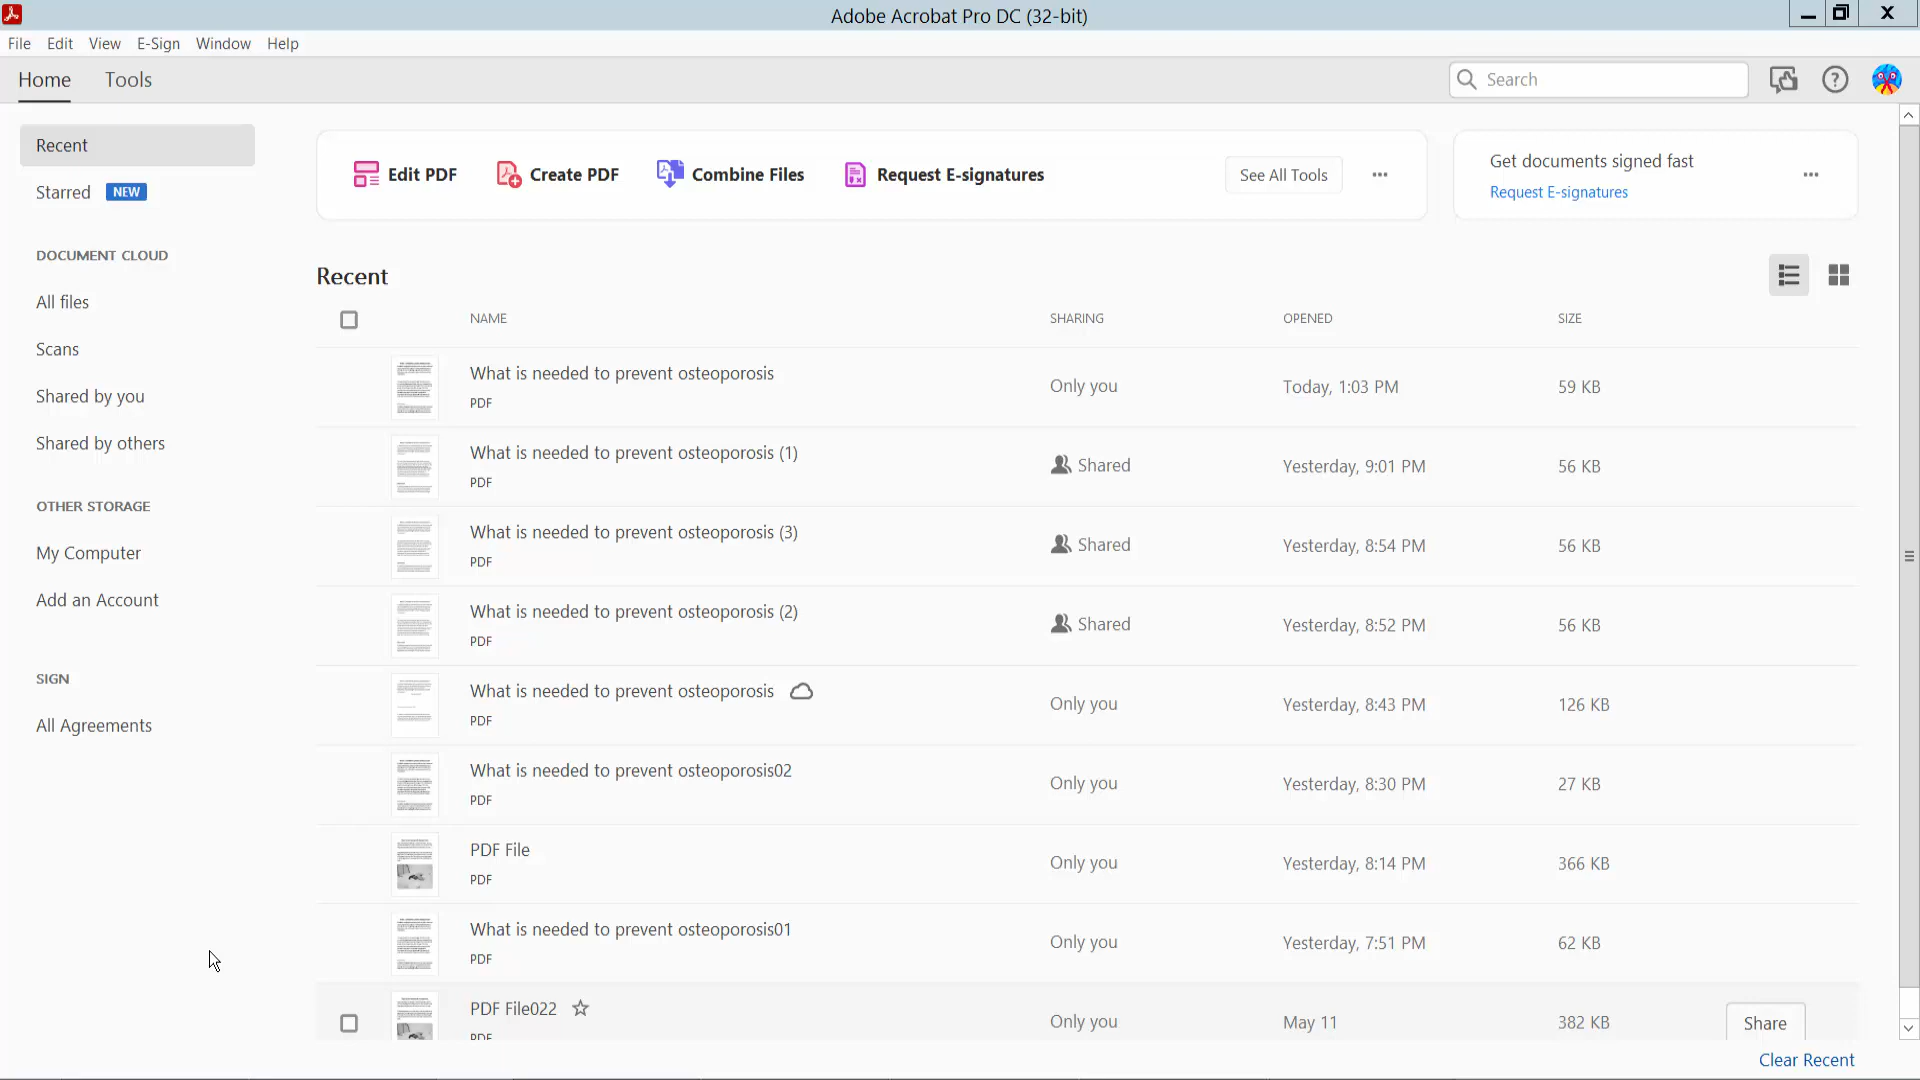 Adobe Acrobat Pro DC (32-bit)
File Edit View E-Sign Window Help
Home Tools Search
Recent
Starred NEW
DOCUMENT CLOUD
All files
Scans
Shared by you
Shared by others
OTHER STORAGE
My Computer
Add an Account
SIGN
All Agreements
Edit PDF Create PDF Combine Files Request E-signatures See All Tools
Get documents signed fast
Request E-signatures
Recent
NAME SHARING OPENED SIZE
What is needed to prevent osteoporosis Only you Today, 1:03 PM 59 KB
PDF
What is needed to prevent osteoporosis (1) Shared Yesterday, 9:01 PM 56 KB
PDF
What is needed to prevent osteoporosis (3) Shared Yesterday, 8:54 PM 56 KB
PDF
What is needed to prevent osteoporosis (2) Shared Yesterday, 8:52 PM 56 KB
PDF
What is needed to prevent osteoporosis Only you Yesterday, 8:43 PM 126 KB
PDF
What is needed to prevent osteoporosis02 Only you Yesterday, 8:30 PM 27 KB
PDF
PDF File Only you Yesterday, 8:14 PM 366 KB
PDF
What is needed to prevent osteoporosis01 Only you Yesterday, 7:51 PM 62 KB
PDF
PDF File022 Only you May 11 382 KB Share
PDF
Clear Recent